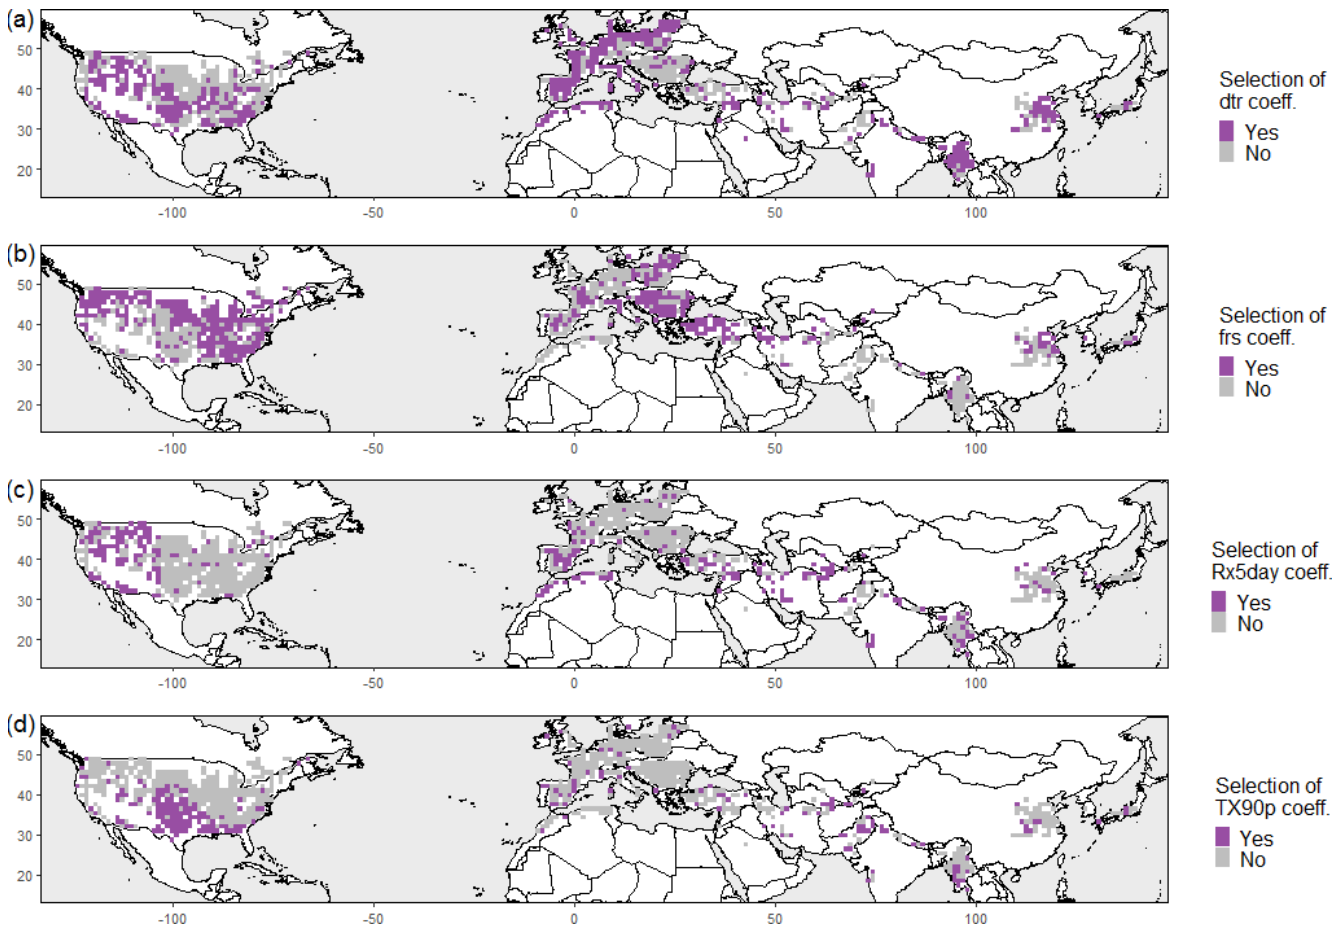 (a)
50
40
30
20
-100
-50
0
50
100
Selection of
dtr coeff.
Yes
No
(b)
50
40
30
20
-100
-50
0
50
100
Selection of
frs coeff.
Yes
No
(c)
50
40
30
20
-100
-50
0
50
100
Selection of
Rx5day coeff.
Yes
No
(d)
50
40
30
20
-100
-50
0
50
100
Selection of
TX90p coeff.
Yes
No